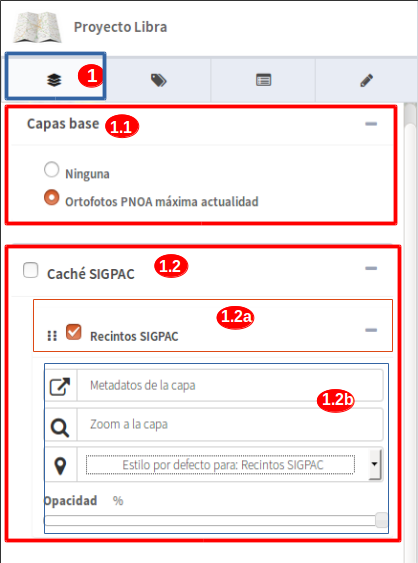 Proyecto Libra
1
Capas base 1.1
Ninguna
Ortofotos PNOA máxima actualidad
Caché SIGPAC 1.2
1.2a
Recintos SIGPAC
Metadatos de la capa
1.2b
Zoom a la capa
Estilo por defecto para: Recintos SIGPAC
Opacidad %